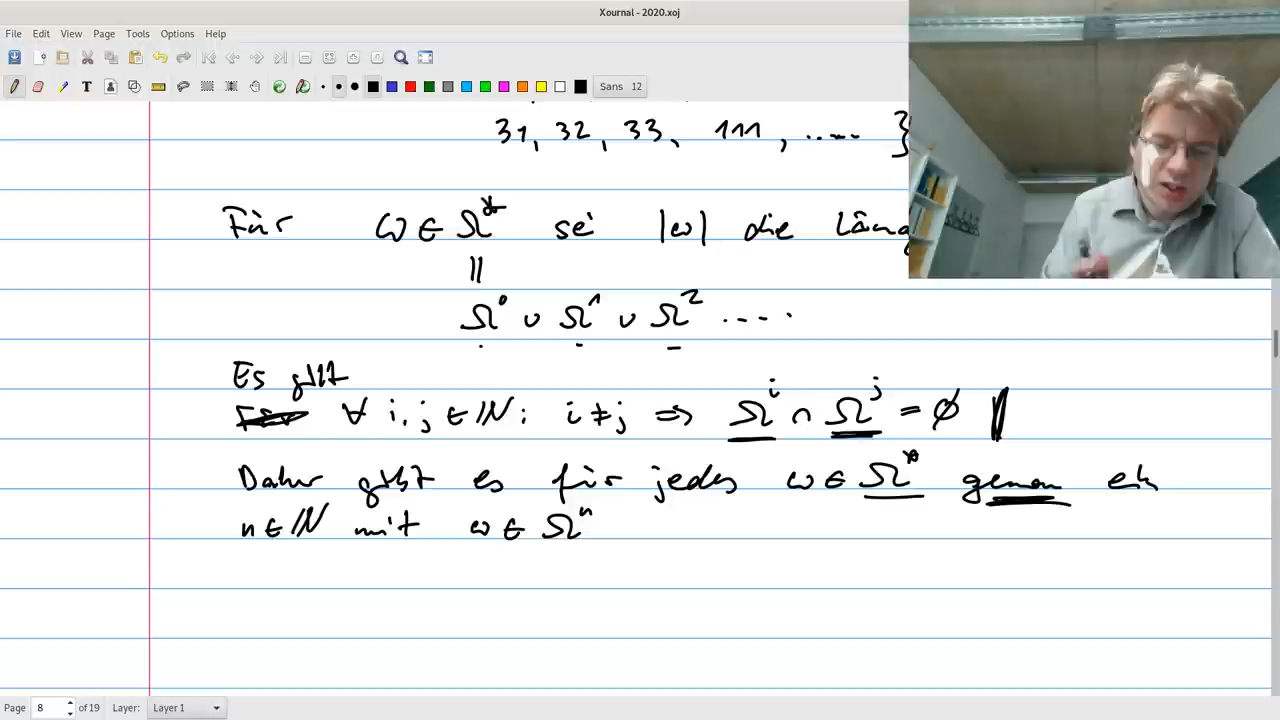 Xournal - 2020.xoj
File Edit View Page Tools Options Help
T Sans 12
31, 32, 33, 111, ..... }
Für ω ∈ Ω* sei |ω| die Läng
||
Ω⁰ ∪ Ω¹ ∪ Ω² ....
Es gilt
∀ i, j ∈ ℕ: i ≠ j ⇒ Ωⁱ ∩ Ωʲ = ∅
Daher gibt es für jedes ω ∈ Ω* genau ein
n ∈ ℕ mit ω ∈ Ωⁿ
Page 8 of 19 Layer: Layer 1